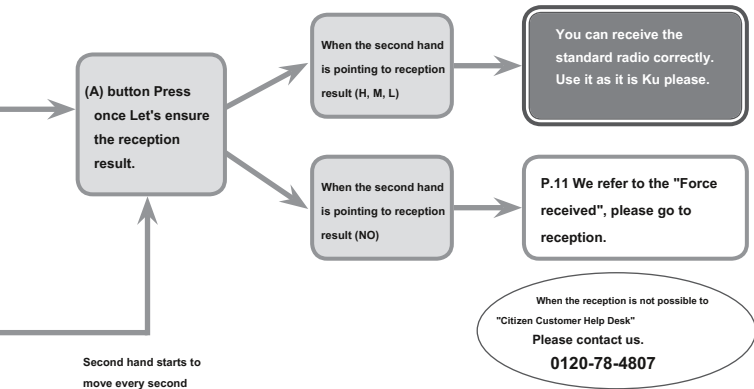 (A) button Press
once Let's ensure
the reception
result.
When the second hand
is pointing to reception
result (H, M, L)
You can receive the
standard radio correctly.
Use it as it is Ku please.
When the second hand
is pointing to reception
result (NO)
P.11 We refer to the "Force
received", please go to
reception.
When the reception is not possible to
"Citizen Customer Help Desk"
Please contact us.
0120-78-4807
Second hand starts to
move every second